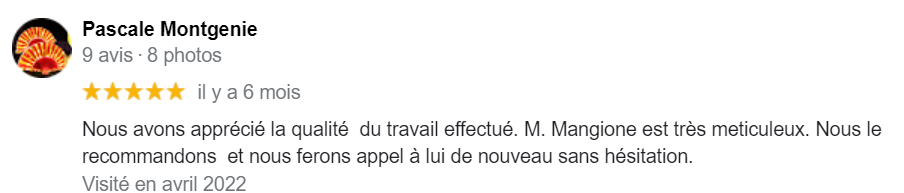 Pascale Montgenie
9 avis · 8 photos
il y a 6 mois
Nous avons apprécié la qualité  du travail effectué. M. Mangione est très meticuleux. Nous le
recommandons  et nous ferons appel à lui de nouveau sans hésitation.
Visité en avril 2022